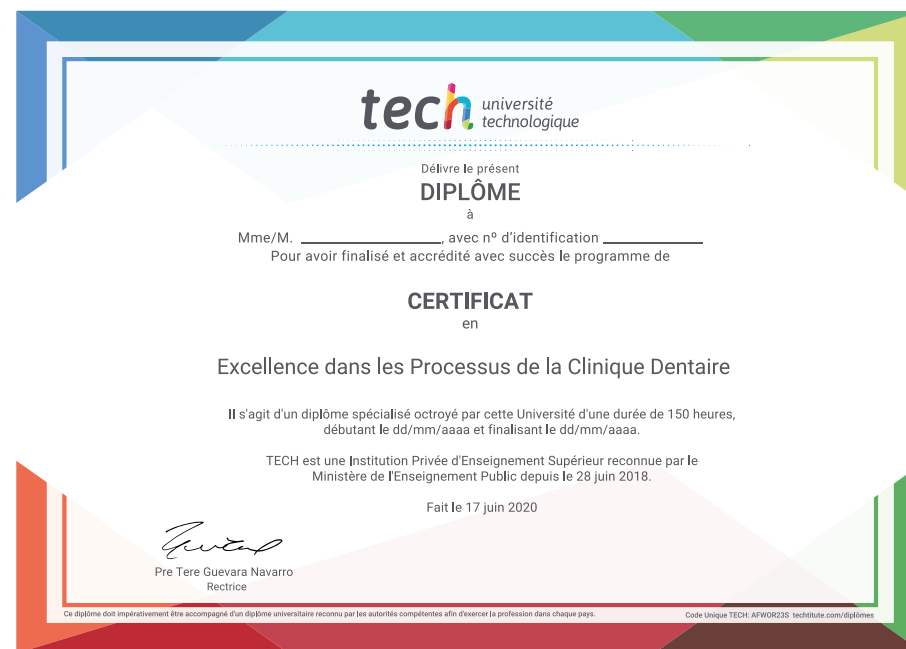 tech université
technologique
Délivre le présent
DIPLÔME
à
Mme/M. ____________________, avec nº d'identification ______________
Pour avoir finalisé et accrédité avec succès le programme de
CERTIFICAT
en
Excellence dans les Processus de la Clinique Dentaire
Il s'agit d'un diplôme spécialisé octroyé par cette Université d'une durée de 150 heures,
débutant le dd/mm/aaaa et finalisant le dd/mm/aaaa.
TECH est une Institution Privée d'Enseignement Supérieur reconnue par le
Ministère de l'Enseignement Public depuis le 28 juin 2018.
Fait le 17 juin 2020
Pre Tere Guevara Navarro
Rectrice
Ce diplôme doit impérativement être accompagné d'un diplôme universitaire reconnu par les autorités compétentes afin d'exercer la profession dans chaque pays.
Code Unique TECH: AFWOR23S techtitute.com/diplômes